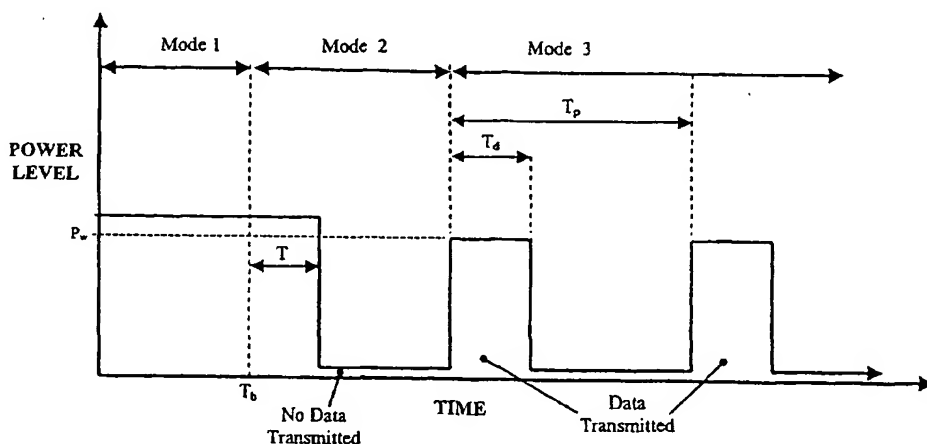 Mode 1
Mode 2
Mode 3
Tp
Td
POWER
LEVEL
Pw
T
Tb
No Data
Transmitted
TIME
Data
Transmitted